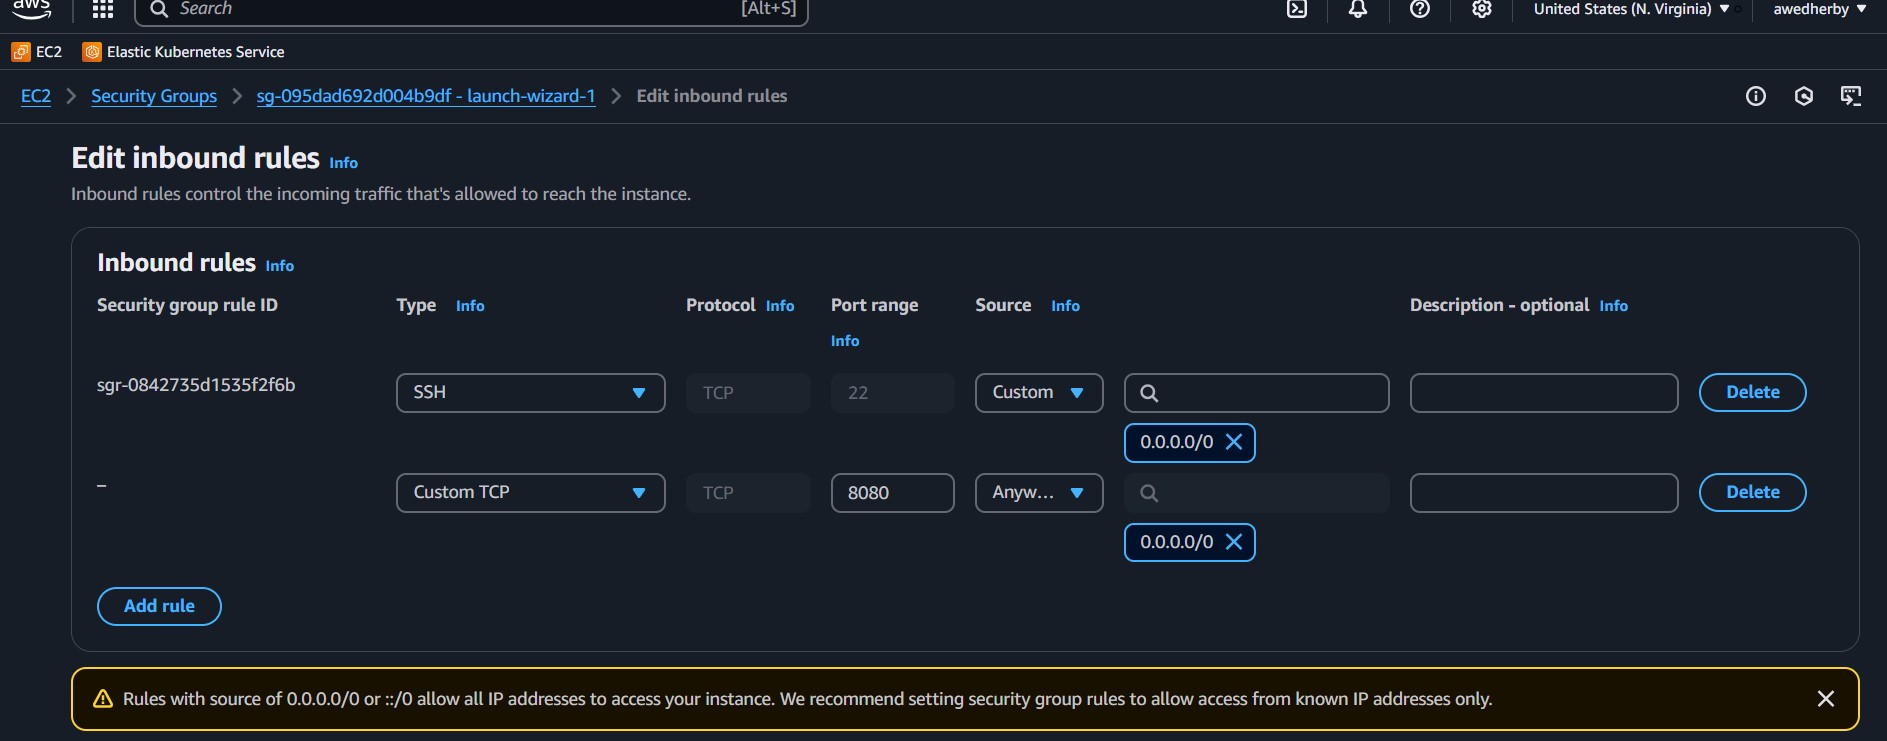 aws Search [Alt+S] United States (N. Virginia) awedherby
EC2 Elastic Kubernetes Service
EC2 Security Groups sg-095dad692d004b9df - launch-wizard-1 Edit inbound rules
Edit inbound rules Info
Inbound rules control the incoming traffic that's allowed to reach the instance.
Inbound rules Info
Security group rule ID Type Info Protocol Info Port range Source Info Description - optional Info
Info
sgr-0842735d1535f2f6b SSH TCP 22 Custom Delete
0.0.0.0/0
– Custom TCP TCP 8080 Anyw... Delete
0.0.0.0/0
Add rule
Rules with source of 0.0.0.0/0 or ::/0 allow all IP addresses to access your instance. We recommend setting security group rules to allow access from known IP addresses only.